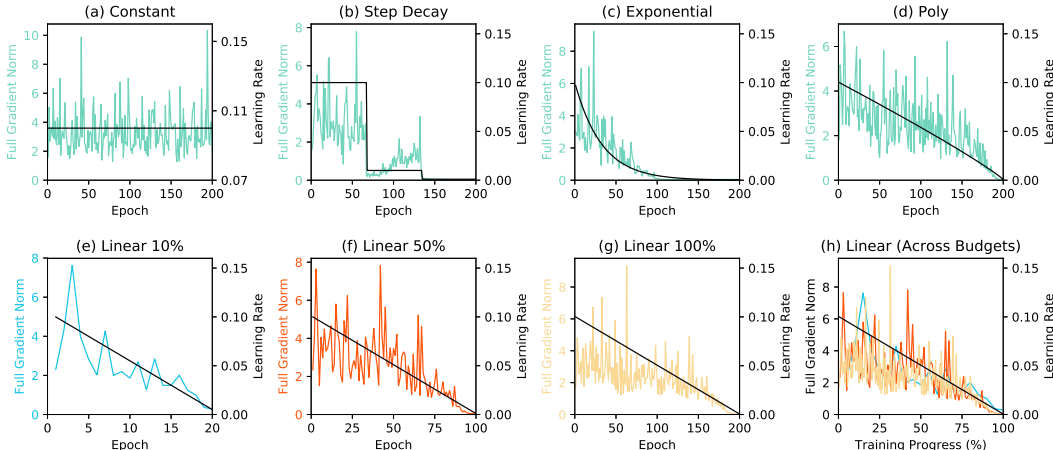 (a) Constant
(b) Step Decay
(c) Exponential
(d) Poly
Full Gradient Norm
10
8
6
4
2
0
0 50 100 150 200
Epoch
0.15
0.11
0.07
Learning Rate
Full Gradient Norm
8
6
4
2
0
0 50 100 150 200
Epoch
0.15
0.10
0.05
0.00
Learning Rate
Full Gradient Norm
8
6
4
2
0
0 50 100 150 200
Epoch
0.15
0.10
0.05
0.00
Learning Rate
Full Gradient Norm
6
4
2
0
0 50 100 150 200
Epoch
0.15
0.10
0.05
0.00
Learning Rate
(e) Linear 10%
(f) Linear 50%
(g) Linear 100%
(h) Linear (Across Budgets)
Full Gradient Norm
8
6
4
2
0
0 5 10 15 20
Epoch
0.15
0.10
0.05
0.00
Learning Rate
Full Gradient Norm
8
6
4
2
0
0 25 50 75 100
Epoch
0.15
0.10
0.05
0.00
Learning Rate
Full Gradient Norm
8
6
4
2
0
0 50 100 150 200
Epoch
0.15
0.10
0.05
0.00
Learning Rate
Full Gradient Norm
8
6
4
2
0
0 25 50 75 100
Training Progress (%)
0.15
0.10
0.05
0.00
Learning Rate